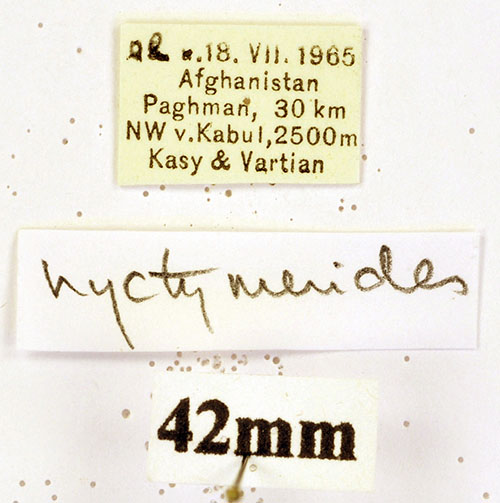 .18. VII. 1965
Afghanistan
Paghman, 30 km
NW v.Kabul,2500m
Kasy & Vartian
nyctymerides
42mm